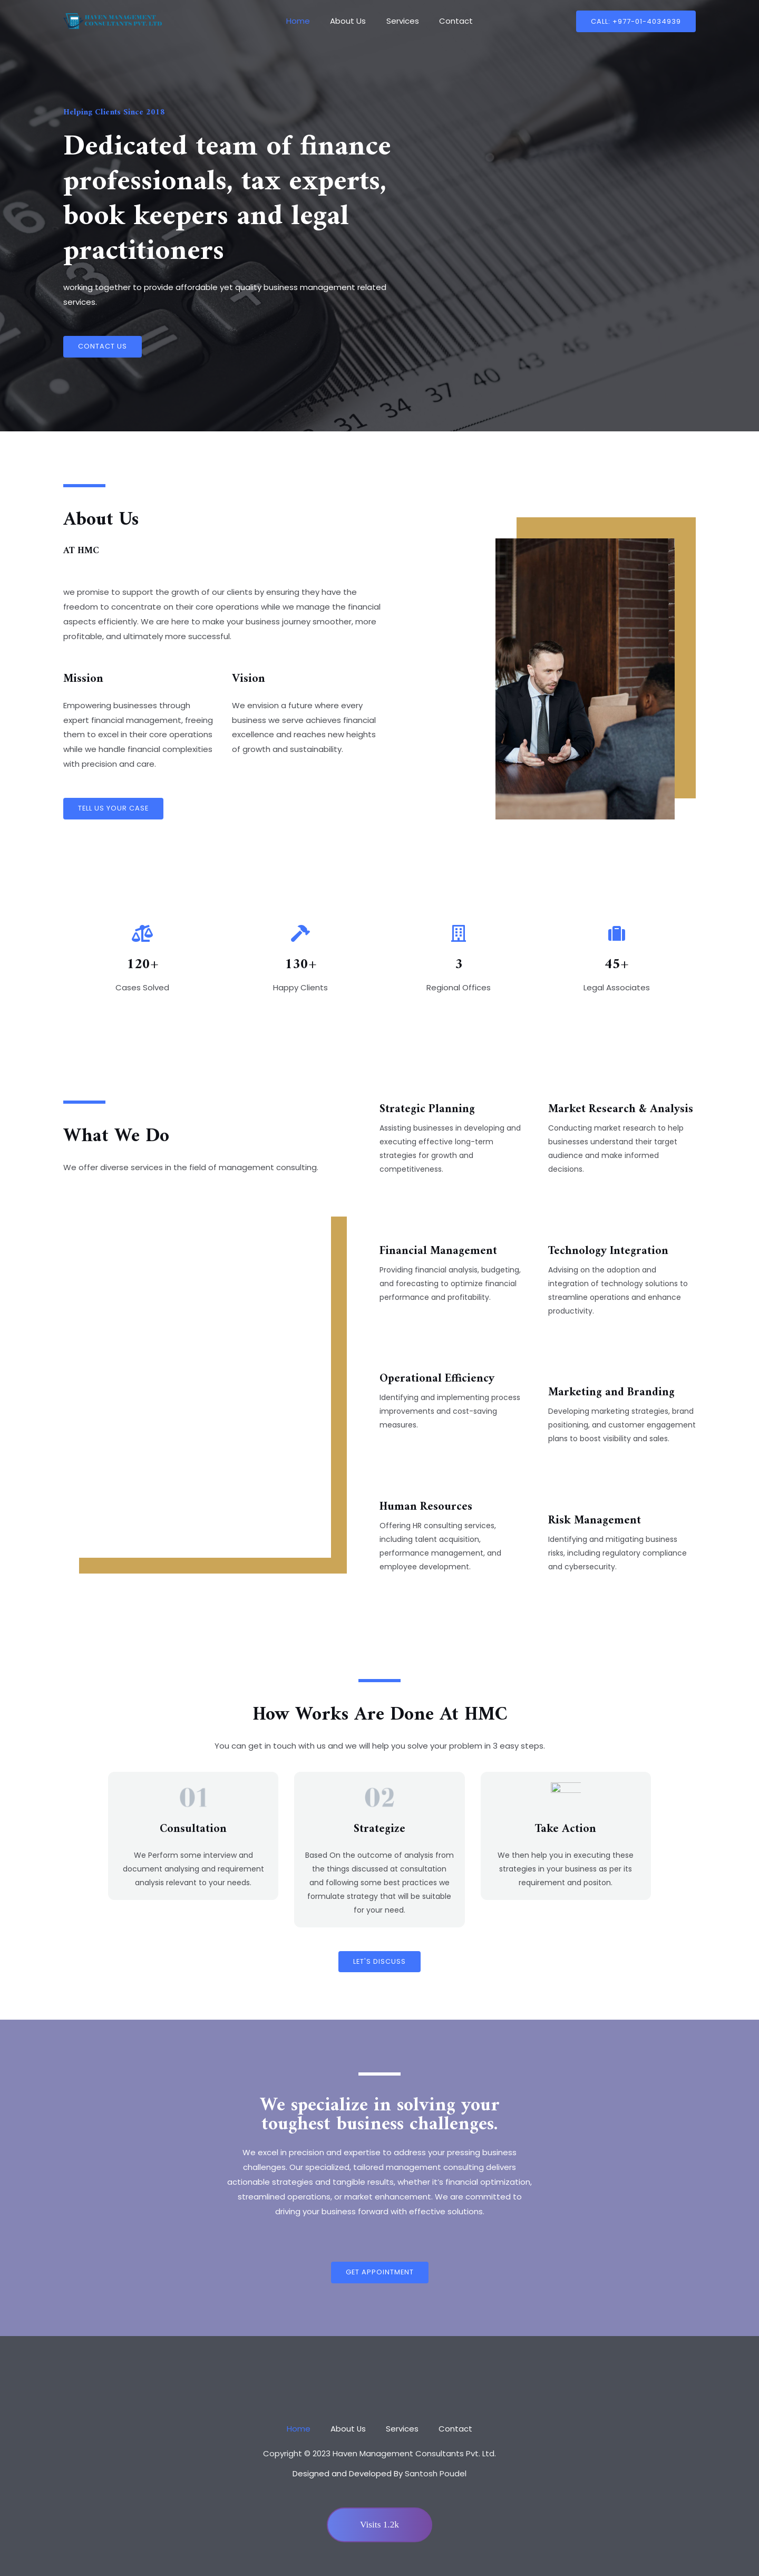 HAVEN MANAGEMENT
CONSULTANTS PVT. LTD.
Home
About Us
Services
Contact
CALL: +977-01-4034939
Helping Clients Since 2018
Dedicated team of finance
professionals, tax experts,
book keepers and legal
practitioners
working together to provide affordable yet quality business management related
services.
CONTACT US
31 34 37 40 43 46 49 52
About Us
AT HMC
we promise to support the growth of our clients by ensuring they have the
freedom to concentrate on their core operations while we manage the financial
aspects efficiently. We are here to make your business journey smoother, more
profitable, and ultimately more successful.
Mission
Empowering businesses through
expert financial management, freeing
them to excel in their core operations
while we handle financial complexities
with precision and care.
Vision
We envision a future where every
business we serve achieves financial
excellence and reaches new heights
of growth and sustainability.
TELL US YOUR CASE
120+
Cases Solved
130+
Happy Clients
3
Regional Offices
45+
Legal Associates
What We Do
We offer diverse services in the field of management consulting.
Strategic Planning
Assisting businesses in developing and
executing effective long-term
strategies for growth and
competitiveness.
Market Research & Analysis
Conducting market research to help
businesses understand their target
audience and make informed
decisions.
Financial Management
Providing financial analysis, budgeting,
and forecasting to optimize financial
performance and profitability.
Technology Integration
Advising on the adoption and
integration of technology solutions to
streamline operations and enhance
productivity.
Operational Efficiency
Identifying and implementing process
improvements and cost-saving
measures.
Marketing and Branding
Developing marketing strategies, brand
positioning, and customer engagement
plans to boost visibility and sales.
Human Resources
Offering HR consulting services,
including talent acquisition,
performance management, and
employee development.
Risk Management
Identifying and mitigating business
risks, including regulatory compliance
and cybersecurity.
How Works Are Done At HMC
You can get in touch with us and we will help you solve your problem in 3 easy steps.
01
Consultation
We Perform some interview and
document analysing and requirement
analysis relevant to your needs.
02
Strategize
Based On the outcome of analysis from
the things discussed at consultation
and following some best practices we
formulate strategy that will be suitable
for your need.
Take Action
We then help you in executing these
strategies in your business as per its
requirement and positon.
LET'S DISCUSS
We specialize in solving your
toughest business challenges.
We excel in precision and expertise to address your pressing business
challenges. Our specialized, tailored management consulting delivers
actionable strategies and tangible results, whether it's financial optimization,
streamlined operations, or market enhancement. We are committed to
driving your business forward with effective solutions.
GET APPOINTMENT
Home
About Us
Services
Contact
Copyright © 2023 Haven Management Consultants Pvt. Ltd.
Designed and Developed By Santosh Poudel
Visits 1.2k